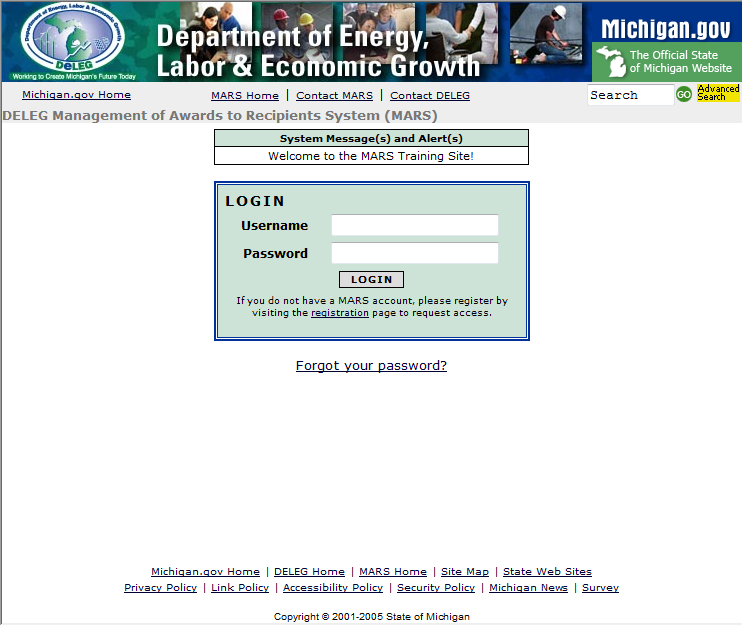 Department of Energy, Labor & Economic Growth
DeLEG
Working to Create Michigan's Future Today
Department of Energy,
Labor & Economic Growth
Michigan.gov
The Official State
of Michigan Website
Michigan.gov Home
MARS Home | Contact MARS | Contact DELEG
Search GO Advanced Search
DELEG Management of Awards to Recipients System (MARS)
System Message(s) and Alert(s)
Welcome to the MARS Training Site!
LOGIN
Username
Password
LOGIN
If you do not have a MARS account, please register by
visiting the registration page to request access.
Forgot your password?
Michigan.gov Home | DELEG Home | MARS Home | Site Map | State Web Sites
Privacy Policy | Link Policy | Accessibility Policy | Security Policy | Michigan News | Survey
Copyright © 2001-2005 State of Michigan